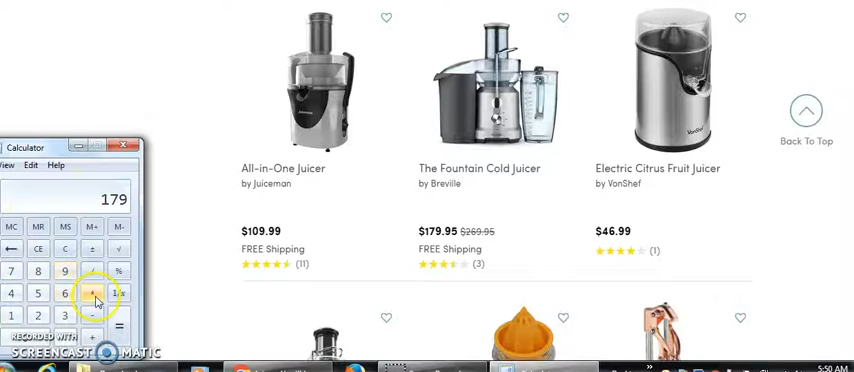 All-in-One Juicer
by Juiceman
$109.99
FREE Shipping
(11)
The Fountain Cold Juicer
by Breville
$179.95 $269.95
FREE Shipping
(3)
Electric Citrus Fruit Juicer
by VonShef
$46.99
(1)
VonShef
Back To Top
Calculator
View Edit Help
179
MC MR MS M+ M-
← CE C ± √
7 8 9 / %
4 5 6 * 1/x
1 2 3 - =
+
RECORDED WITH
SCREENCAST MATIC
5:50 AM